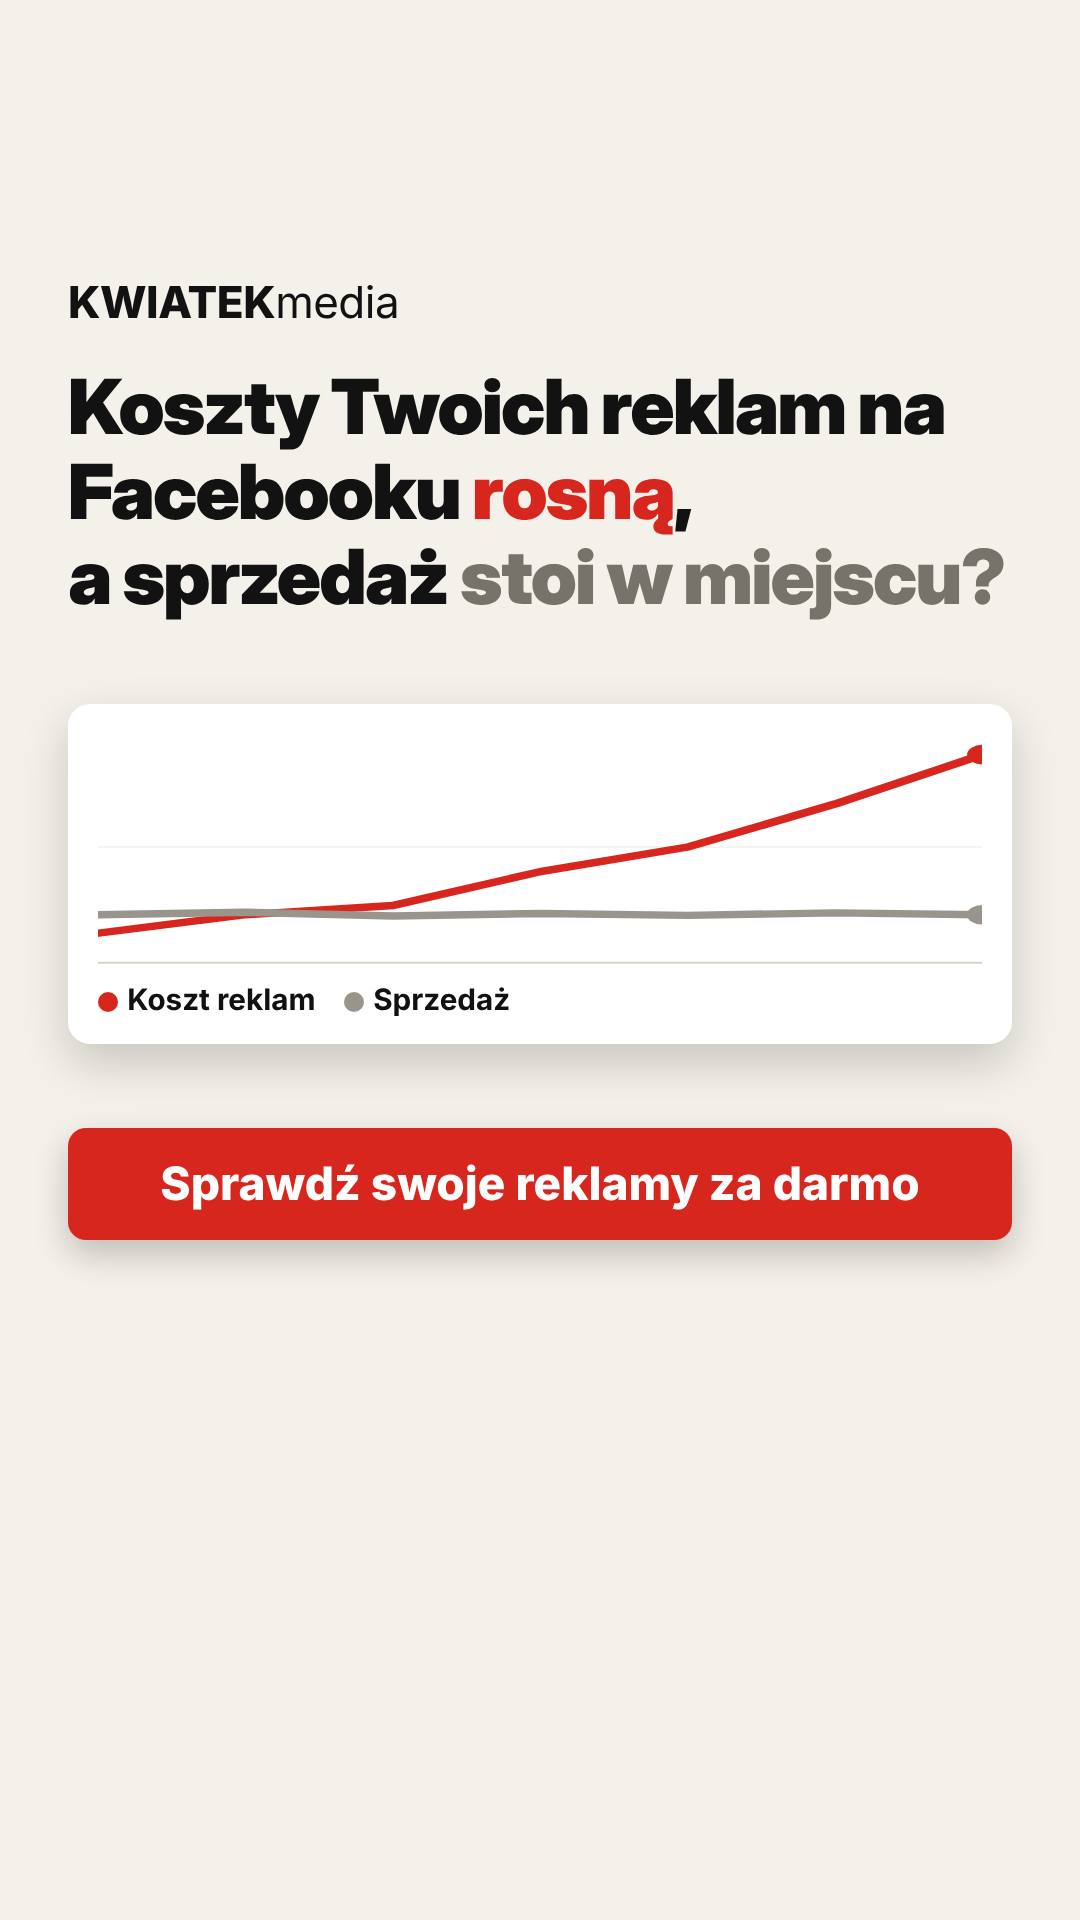 KWIATEKmedia
Koszty Twoich reklam na
Facebooku rosną,
a sprzedaż stoi w miejscu?
Koszt reklam Sprzedaż
Sprawdź swoje reklamy za darmo